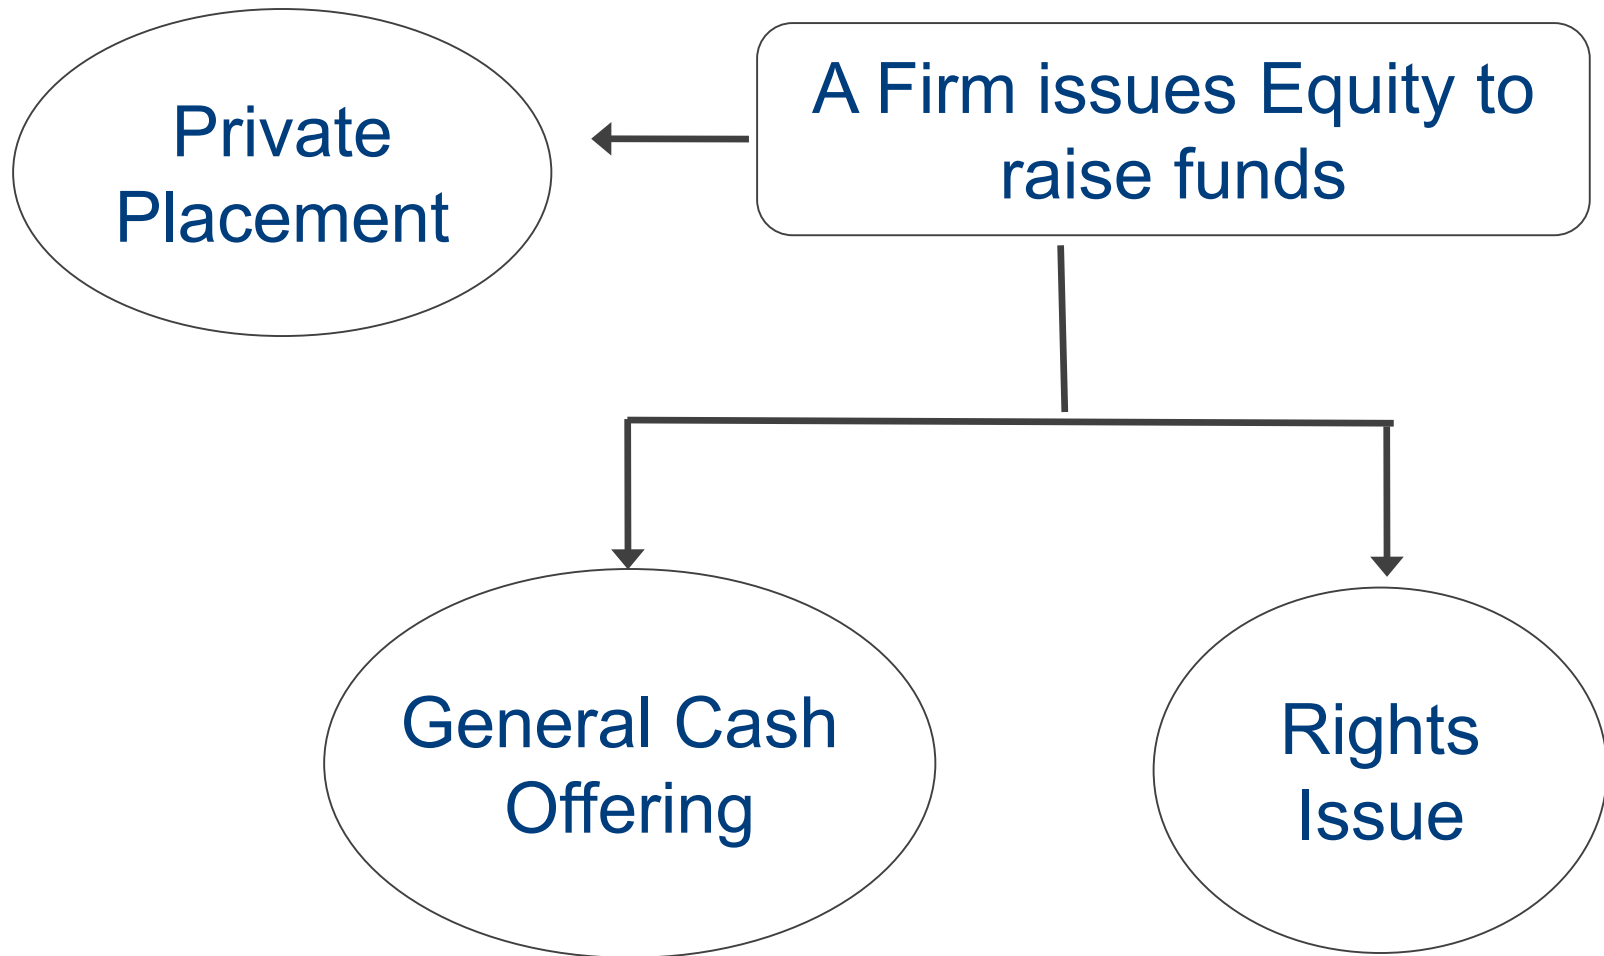 Private
Placement
A Firm issues Equity to
raise funds
General Cash
Offering
Rights
Issue